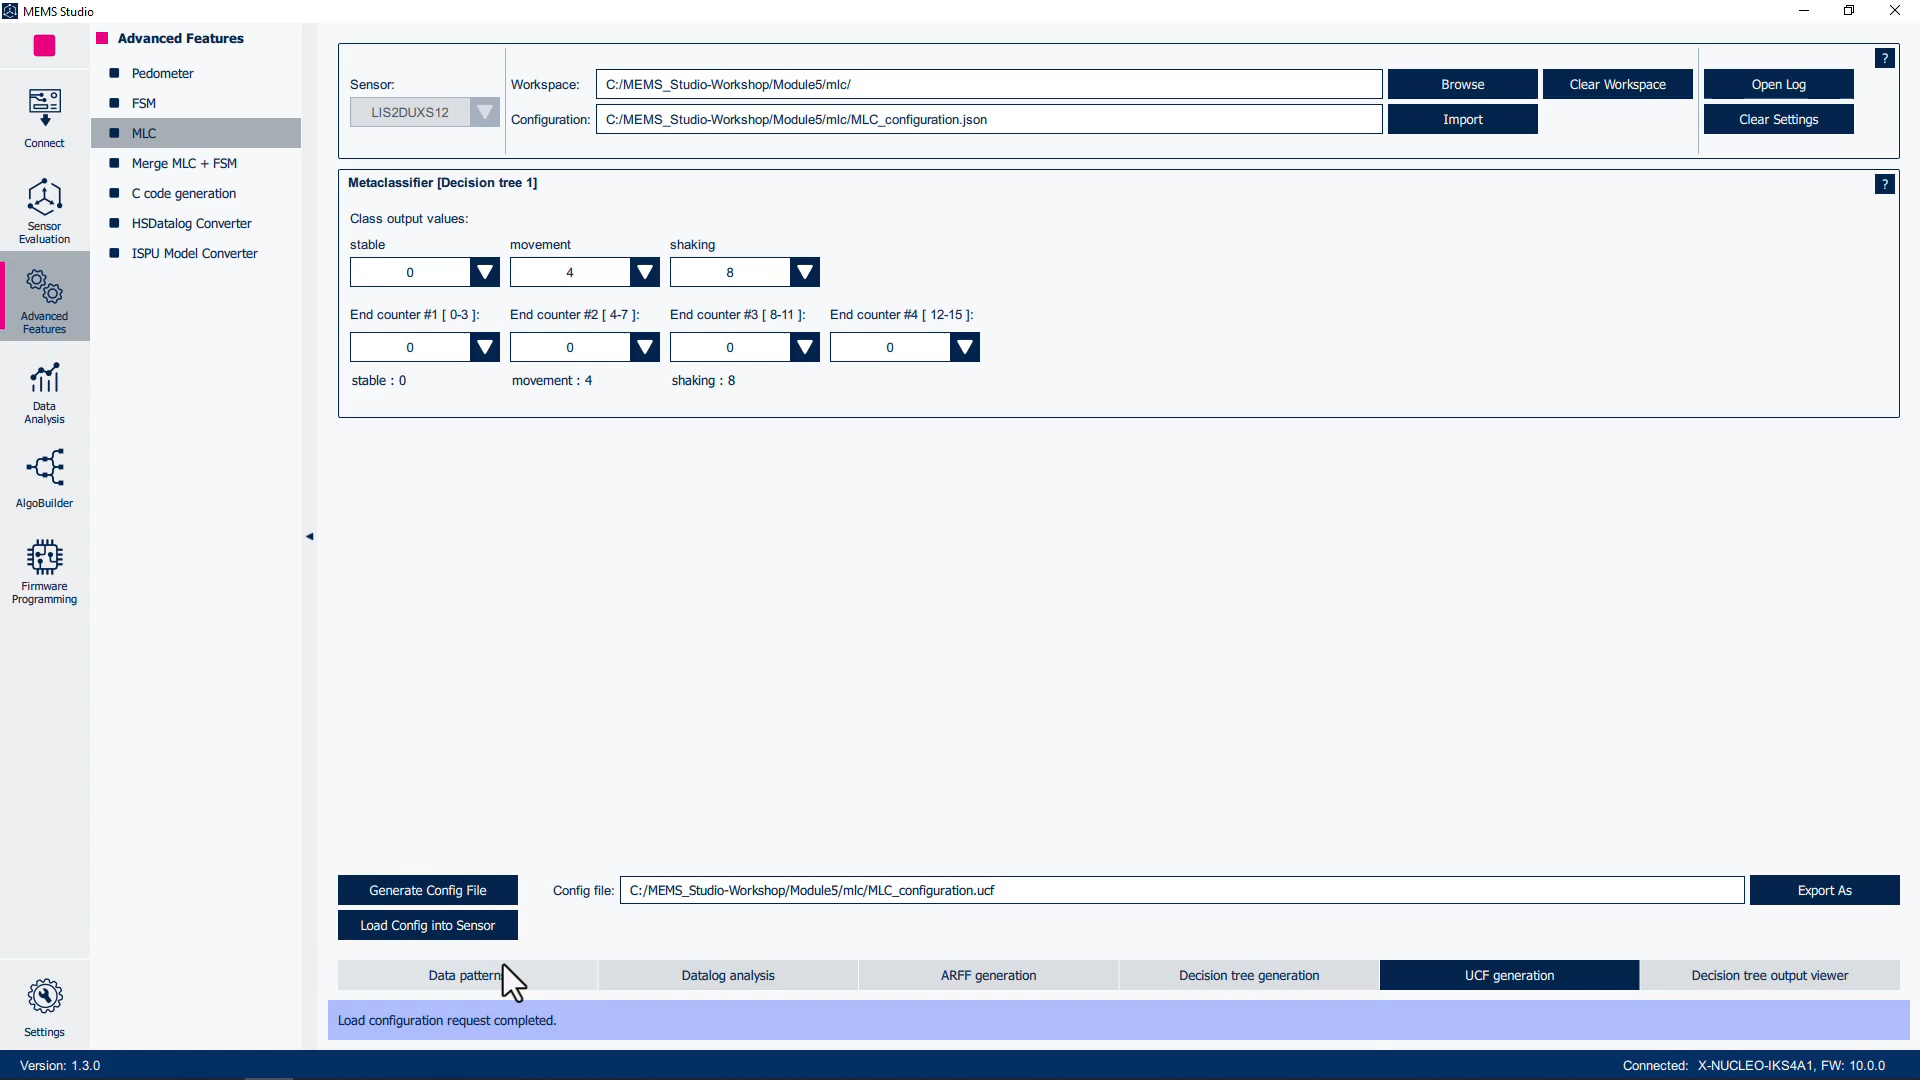 MEMS Studio
Connect
Sensor
Evaluation
Advanced
Features
Data
Analysis
AlgoBuilder
Firmware
Programming
Settings
Advanced Features
Pedometer
FSM
MLC
Merge MLC + FSM
C code generation
HSDatalog Converter
ISPU Model Converter
Sensor:
LIS2DUXS12
Workspace: C:/MEMS_Studio-Workshop/Module5/mlc/ Browse Clear Workspace Open Log ?
Configuration: C:/MEMS_Studio-Workshop/Module5/mlc/MLC_configuration.json Import Clear Settings
Metaclassifier [Decision tree 1] ?
Class output values:
stable movement shaking
0 4 8
End counter #1 [ 0-3 ]: End counter #2 [ 4-7 ]: End counter #3 [ 8-11 ]: End counter #4 [ 12-15 ]:
0 0 0 0
stable : 0 movement : 4 shaking : 8
Generate Config File Config file: C:/MEMS_Studio-Workshop/Module5/mlc/MLC_configuration.ucf Export As
Load Config into Sensor
Data patterns Datalog analysis ARFF generation Decision tree generation UCF generation Decision tree output viewer
Load configuration request completed.
Version: 1.3.0 Connected: X-NUCLEO-IKS4A1, FW: 10.0.0